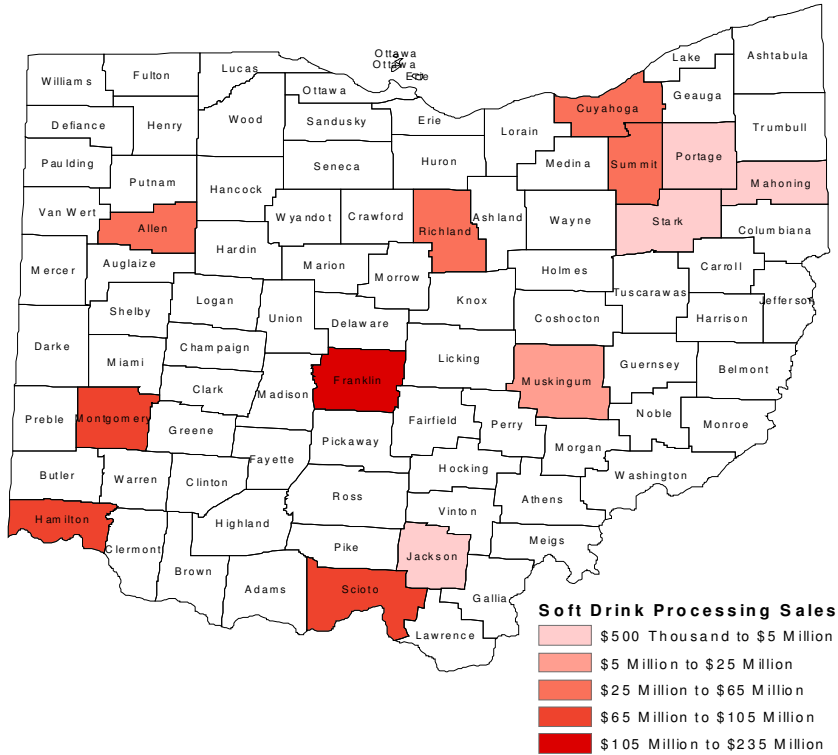 Ottawa
Ottawa
Erie
Lake
Ashtabula
Williams
Fulton
Lucas
Ottawa
Geauga
Cuyahoga
Defiance
Henry
Wood
Sandusky
Erie
Lorain
Trumbull
Paulding
Seneca
Huron
Medina
Summit
Portage
Putnam
Hancock
Mahoning
Van Wert
Allen
Wyandot
Crawford
Richland
Ashland
Wayne
Stark
Columbiana
Hardin
Mercer
Auglaize
Marion
Morrow
Holmes
Carroll
Tuscarawas
Jefferson
Logan
Knox
Shelby
Union
Delaware
Coshocton
Harrison
Darke
Champaign
Miami
Licking
Guernsey
Belmont
Clark
Madison
Franklin
Muskingum
Preble
Montgomery
Greene
Fairfield
Perry
Noble
Monroe
Pickaway
Morgan
Fayette
Butler
Warren
Clinton
Hocking
Washington
Ross
Athens
Vinton
Hamilton
Highland
Clermont
Pike
Jackson
Meigs
Brown
Adams
Scioto
Gallia
Lawrence
Soft Drink Processing Sales
$500 Thousand to $5 Million
$5 Million to $25 Million
$25 Million to $65 Million
$65 Million to $105 Million
$105 Million to $235 Million